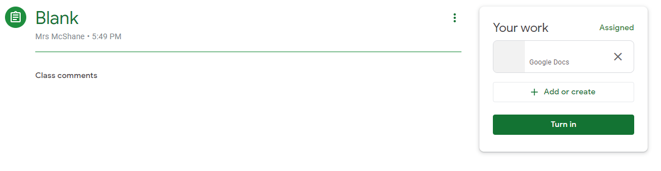 Blank
Mrs McShane • 5:49 PM
Class comments
Your work
Assigned
Google Docs
+ Add or create
Turn in